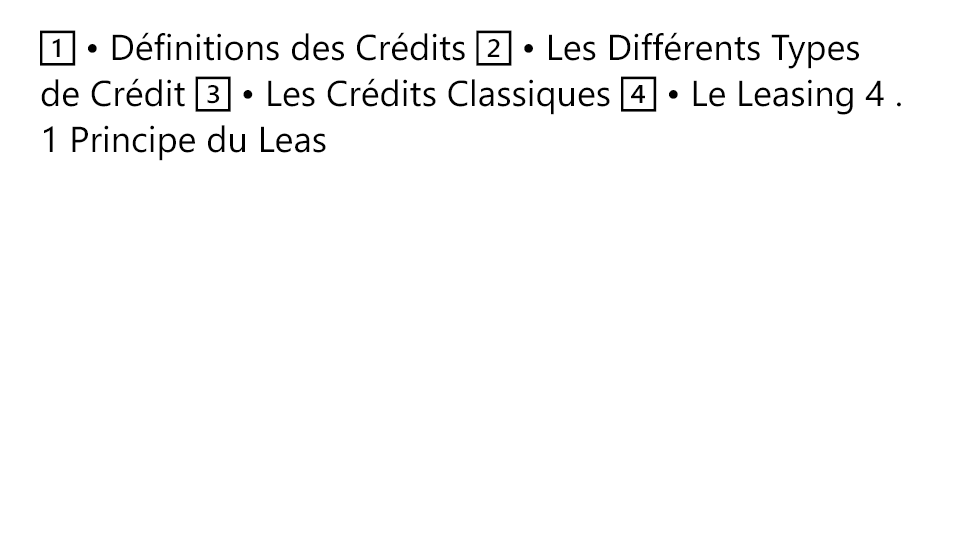 1️⃣ • Définitions des Crédits 2️⃣ • Les Différents Types
de Crédit 3️⃣ • Les Crédits Classiques 4️⃣ • Le Leasing 4 .
1 Principe du Leas